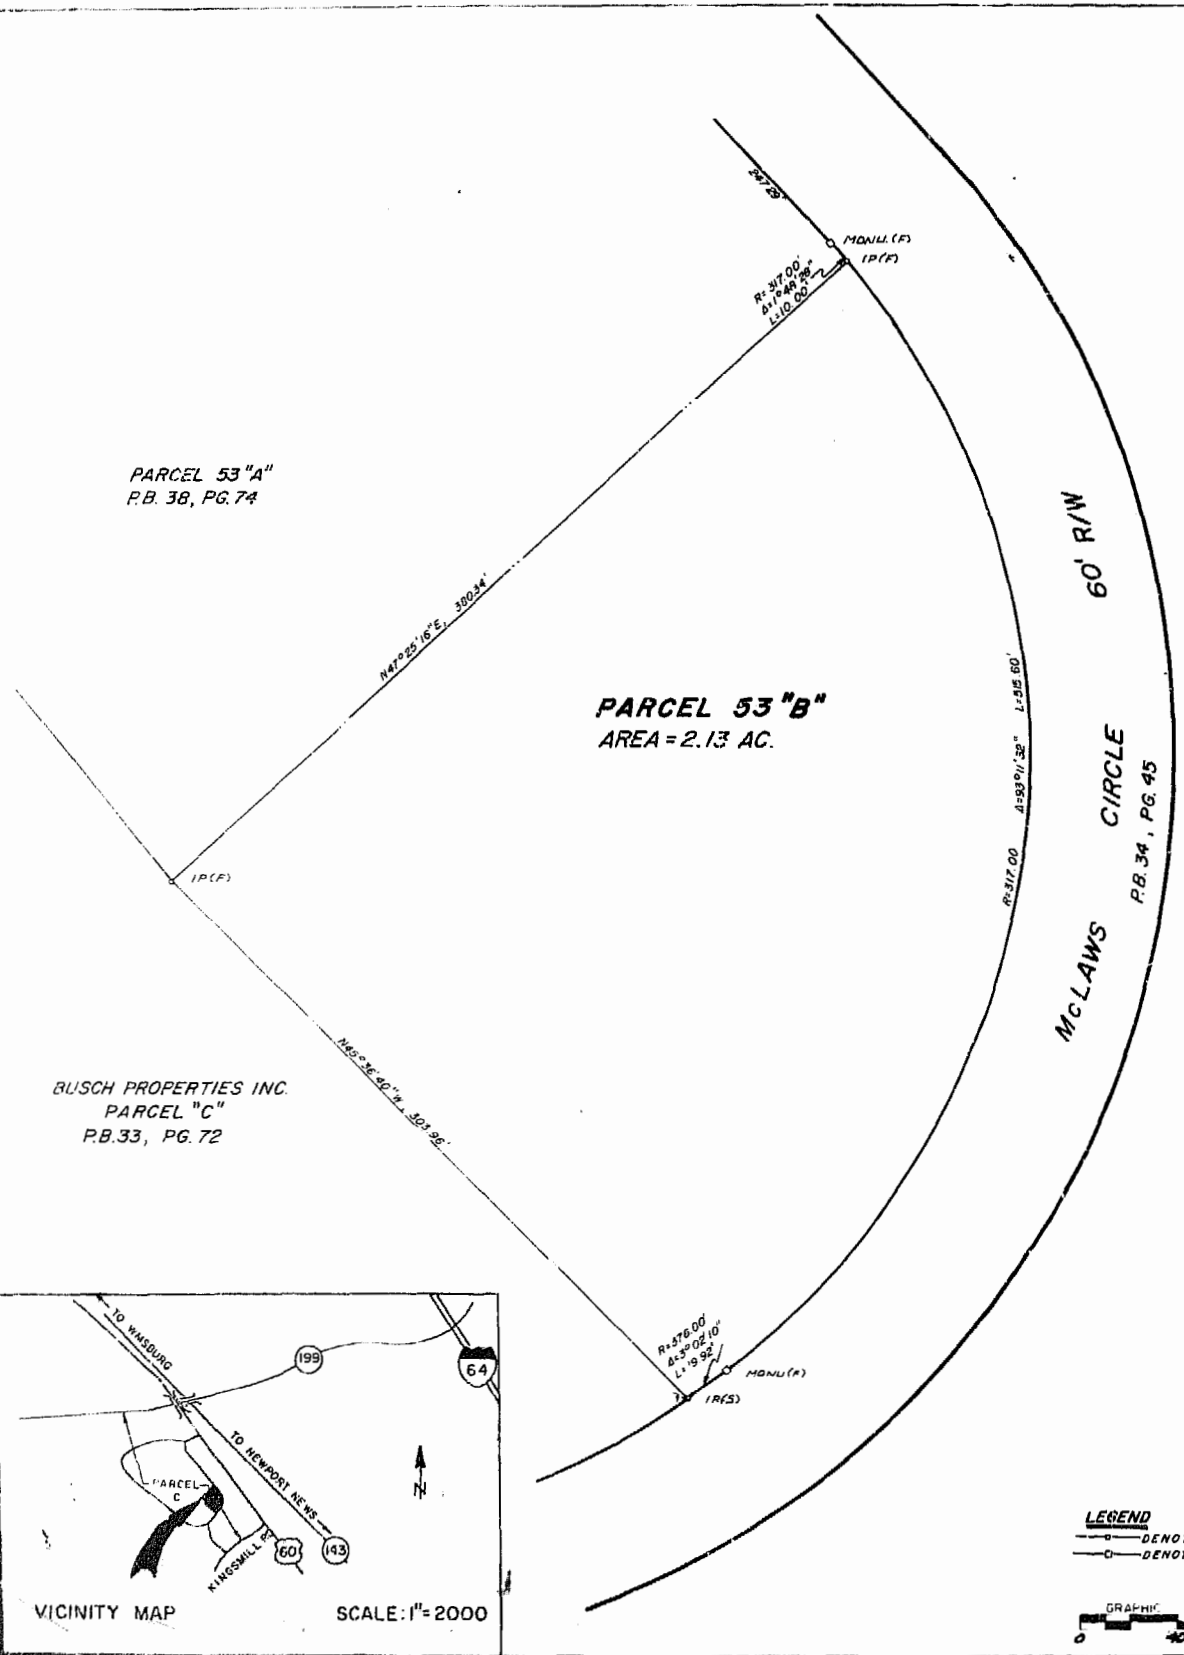 247.29'
MONU.(F)
IP(F)
R=317.00'
Δ=1°48'28"
L=10.00'
PARCEL 53 "A"
P.B. 38, PG. 74
60' R/W
N47°25'16"E, 380.34'
PARCEL 53 "B"
AREA = 2.13 AC.
R=317.00 Δ=93°11'32" L=515.60'
McLAWS CIRCLE
P.B. 34, PG. 45
IP(F)
N45°36'40"W, 303.96'
BUSCH PROPERTIES INC.
PARCEL "C"
P.B.33, PG. 72
R=376.00'
Δ=3°02'10"
L=19.92'
MONU(F)
IR(S)
TO WMSBURG
199
64
TO NEWPORT NEWS
PARCEL
C
N
KINGSMILL RD
60
143
VICINITY MAP
SCALE: 1"=2000
LEGEND
GRAPHIC
0